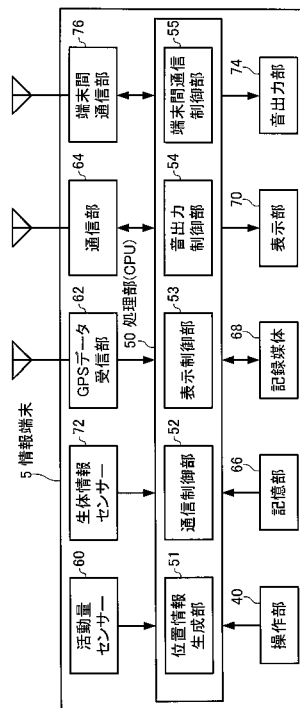 5 情報端末
60
活動量
センサー
72
生体情報
センサー
62
GPSデータ
受信部
64
通信部
76
端末間
通信部
50 処理部(CPU)
51
位置情報
生成部
52
通信制御部
53
表示制御部
54
音出力
制御部
55
端末間通信
制御部
40
操作部
66
記憶部
68
記録媒体
70
表示部
74
音出力部